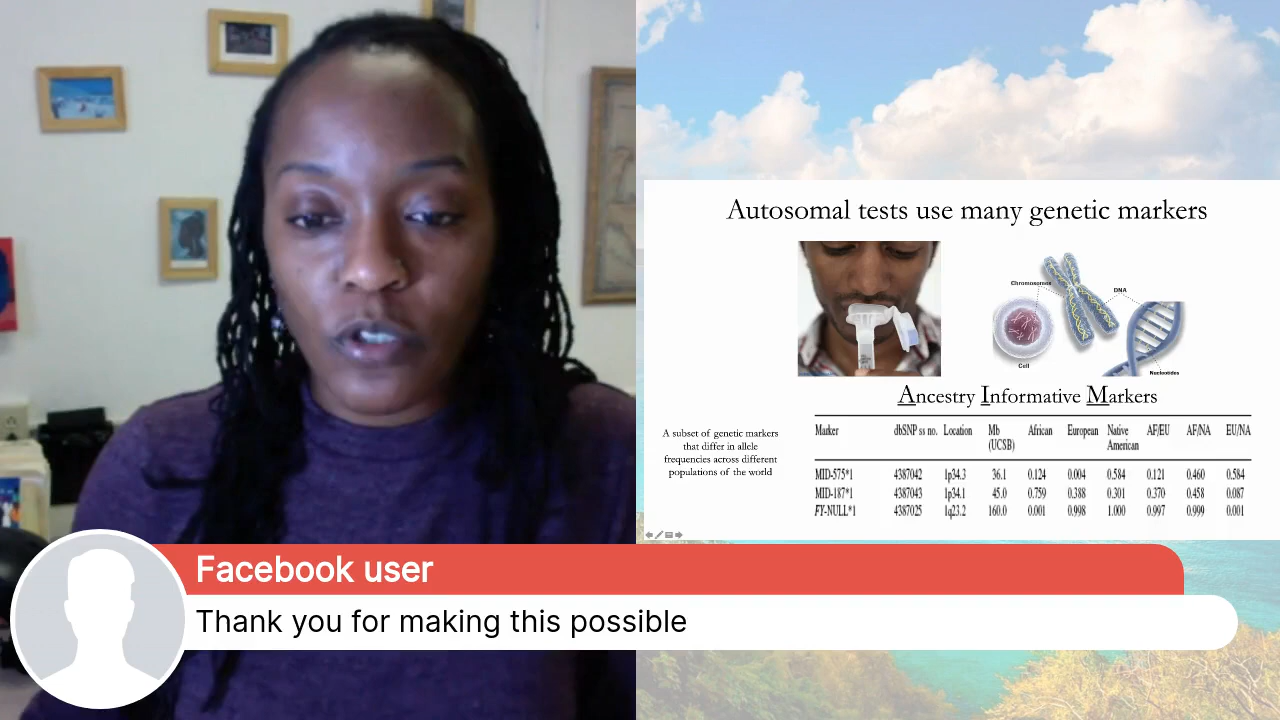 Autosomal tests use many genetic markers
Chromosomes
DNA
Cell
Nucleotides
Ancestry Informative Markers
A subset of genetic markers
that differ in allele
frequencies across different
populations of the world
Marker dbSNP ss no. Location Mb (UCSB) African European Native American AF/EU AF/NA EU/NA
MID-575*1 4387042 1p34.3 36.1 0.124 0.004 0.584 0.121 0.460 0.584
MID-187*1 4387043 1p34.1 45.0 0.759 0.388 0.301 0.370 0.458 0.087
FY-NULL*1 4387025 1q23.2 160.0 0.001 0.998 1.000 0.997 0.999 0.001
Facebook user
Thank you for making this possible